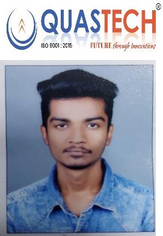 QUASTECH®
ISO 9001 : 2015
FUTURE through Innovation!